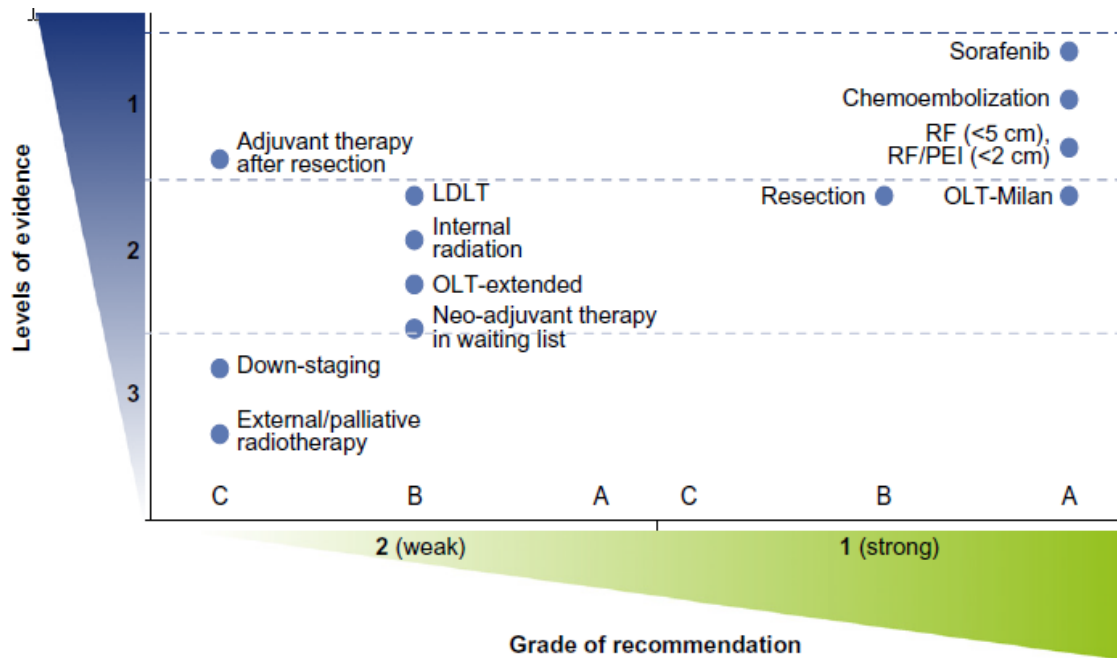 Levels of evidence
1
2
3
Sorafenib
Chemoembolization
RF (<5 cm),
RF/PEI (<2 cm)
Adjuvant therapy
after resection
LDLT
Resection
OLT-Milan
Internal
radiation
OLT-extended
Neo-adjuvant therapy
in waiting list
Down-staging
External/palliative
radiotherapy
C B A C B A
2 (weak) 1 (strong)
Grade of recommendation